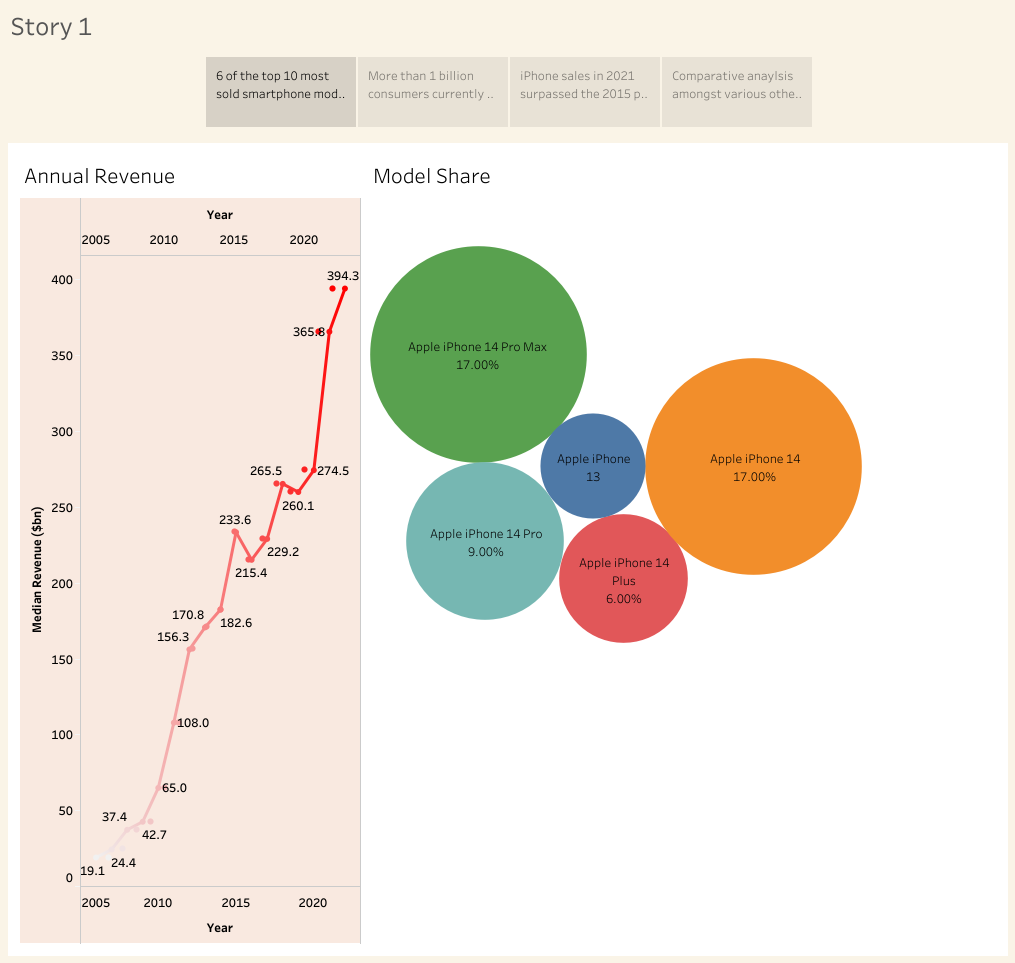 Story 1
6 of the top 10 most
sold smartphone mod..
More than 1 billion
consumers currently ..
iPhone sales in 2021
surpassed the 2015 p..
Comparative anaylsis
amongst various othe..
Annual Revenue
Model Share
Year
2005 2010 2015 2020
394.3
400
365.8
350
300
265.5
274.5
260.1
250
233.6
229.2
215.4
200
170.8
182.6
156.3
150
108.0
100
65.0
50
37.4
42.7
24.4
19.1
0
Median Revenue ($bn)
2005 2010 2015 2020
Year
Apple iPhone 14 Pro Max
17.00%
Apple iPhone
13
Apple iPhone 14
17.00%
Apple iPhone 14 Pro
9.00%
Apple iPhone 14
Plus
6.00%